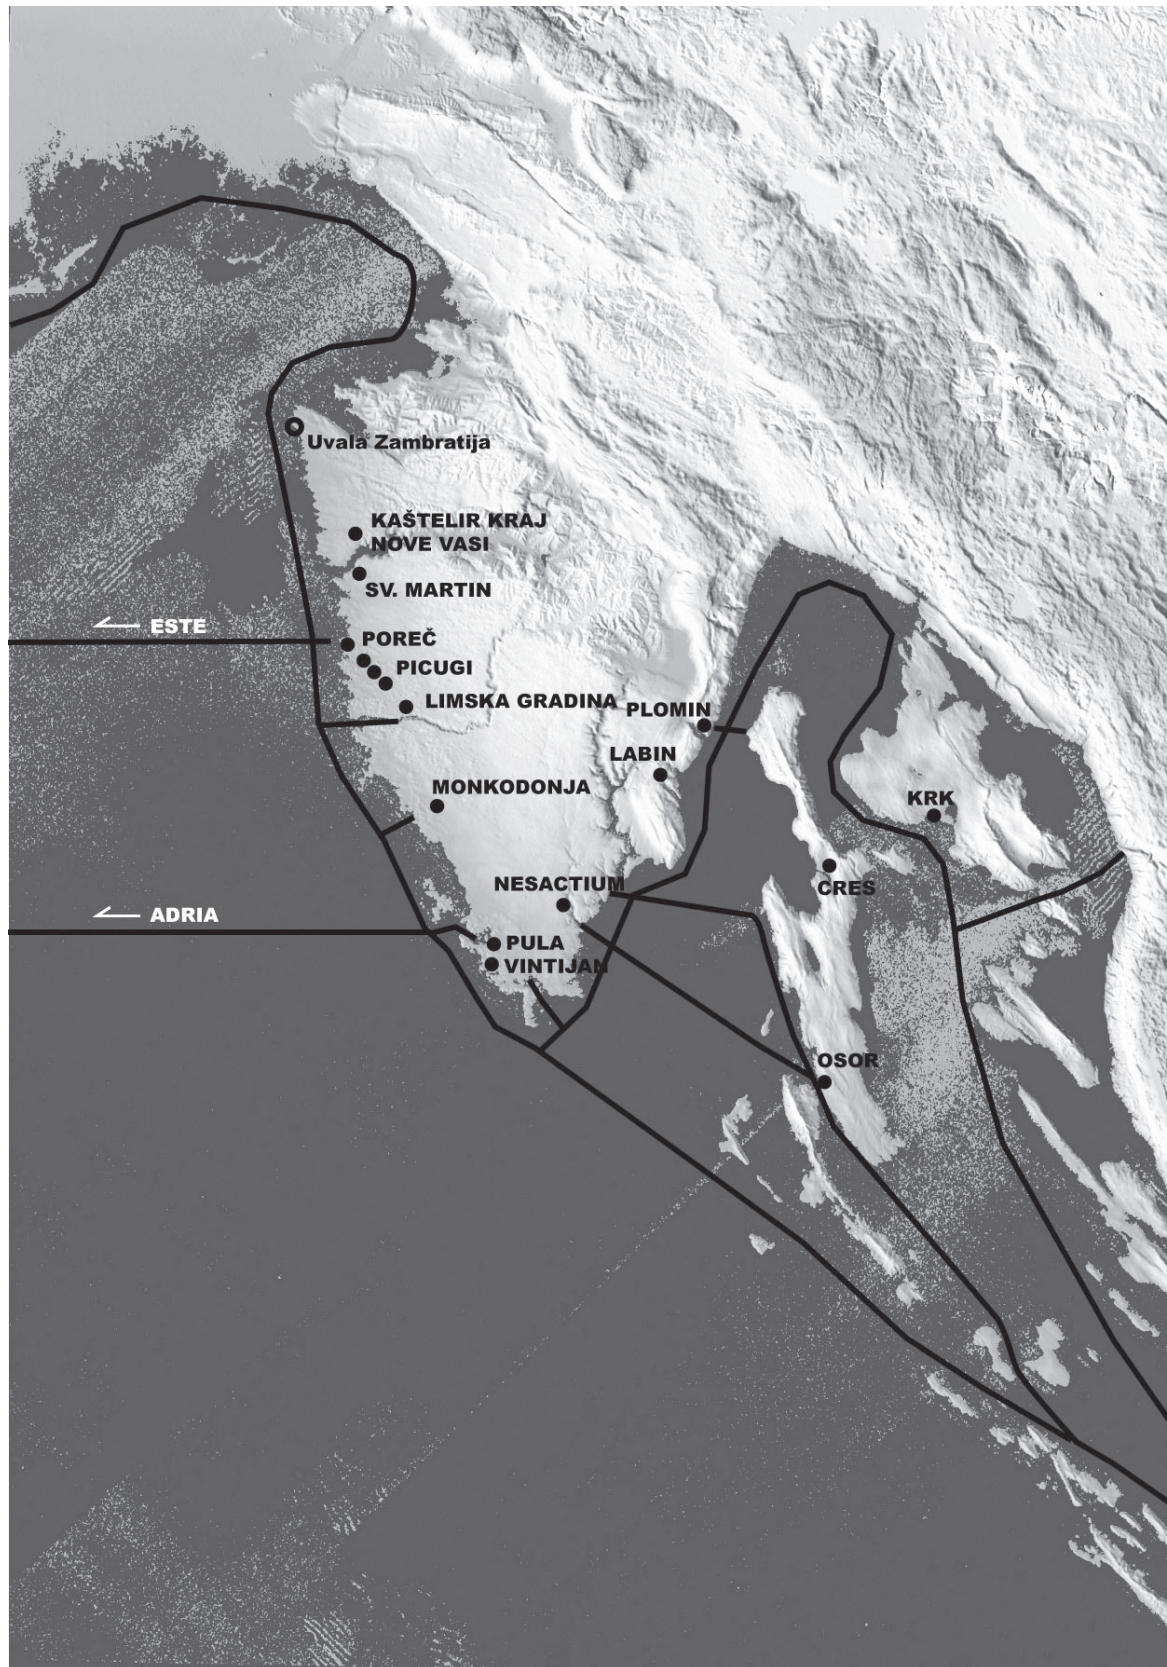 Uvala Zambratija
KAŠTELIR KRAJ
NOVE VASI
SV. MARTIN
ESTE
POREČ
PICUGI
LIMSKA GRADINA
PLOMIN
LABIN
MONKODONJA
KRK
CRES
NESACTIUM
ADRIA
PULA
VINTIJAN
OSOR